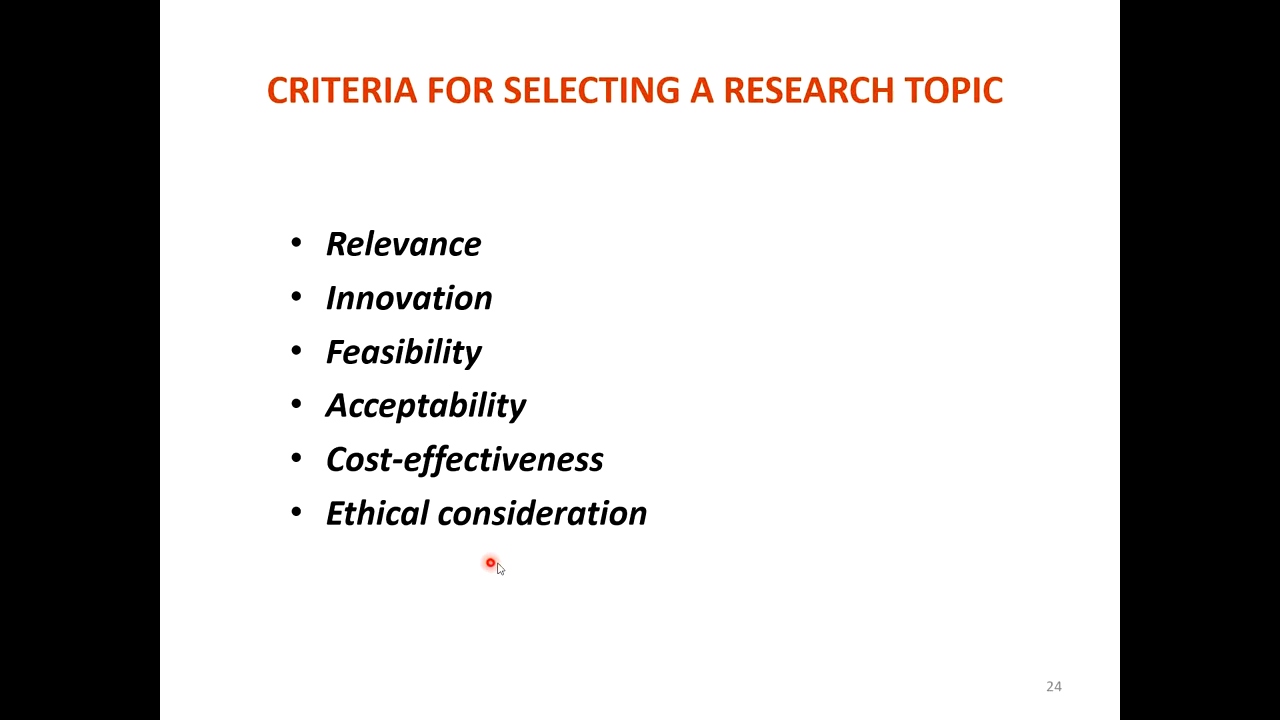 CRITERIA FOR SELECTING A RESEARCH TOPIC
• Relevance
• Innovation
• Feasibility
• Acceptability
• Cost-effectiveness
• Ethical consideration
24